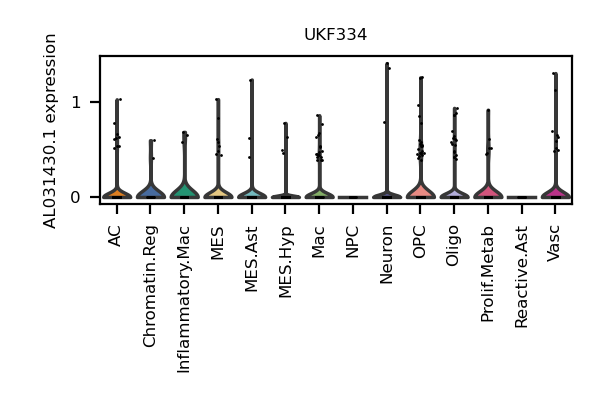 UKF334
AL031430.1 expression
1
0
AC
Chromatin.Reg
Inflammatory.Mac
MES
MES.Ast
MES.Hyp
Mac
NPC
Neuron
OPC
Oligo
Prolif.Metab
Reactive.Ast
Vasc